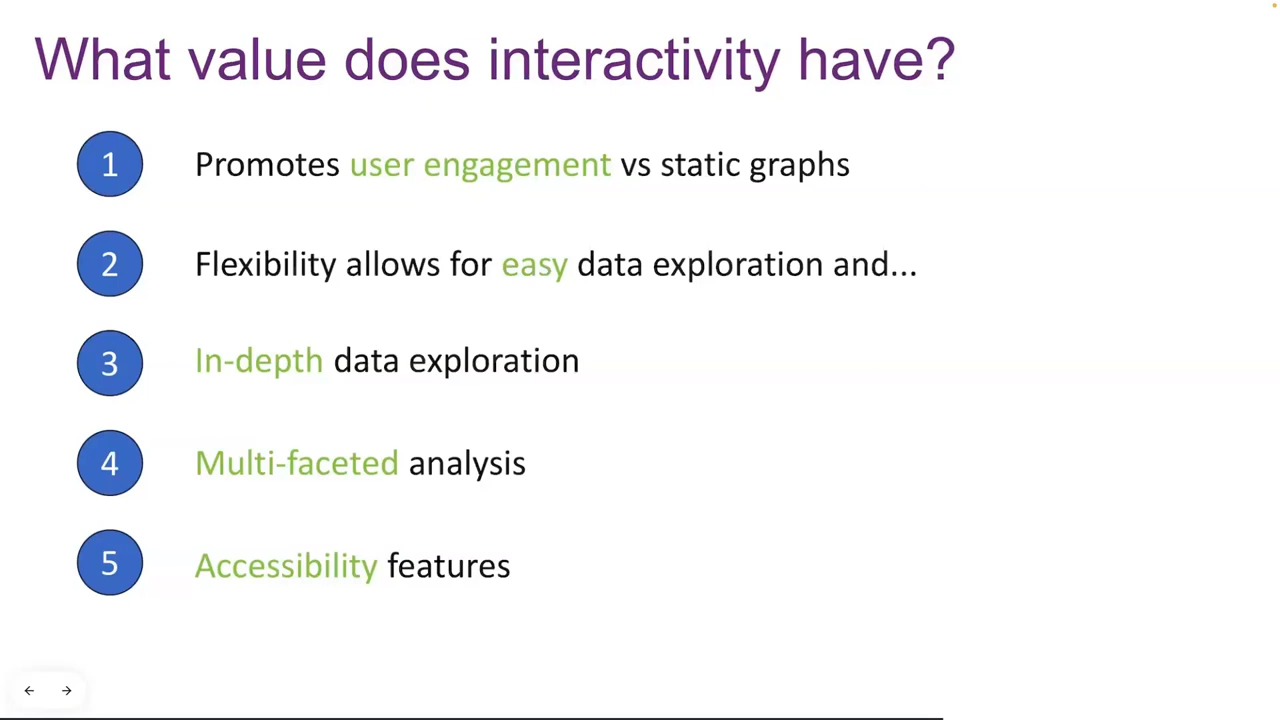 What value does interactivity have?
1 Promotes user engagement vs static graphs
2 Flexibility allows for easy data exploration and...
3 In-depth data exploration
4 Multi-faceted analysis
5 Accessibility features